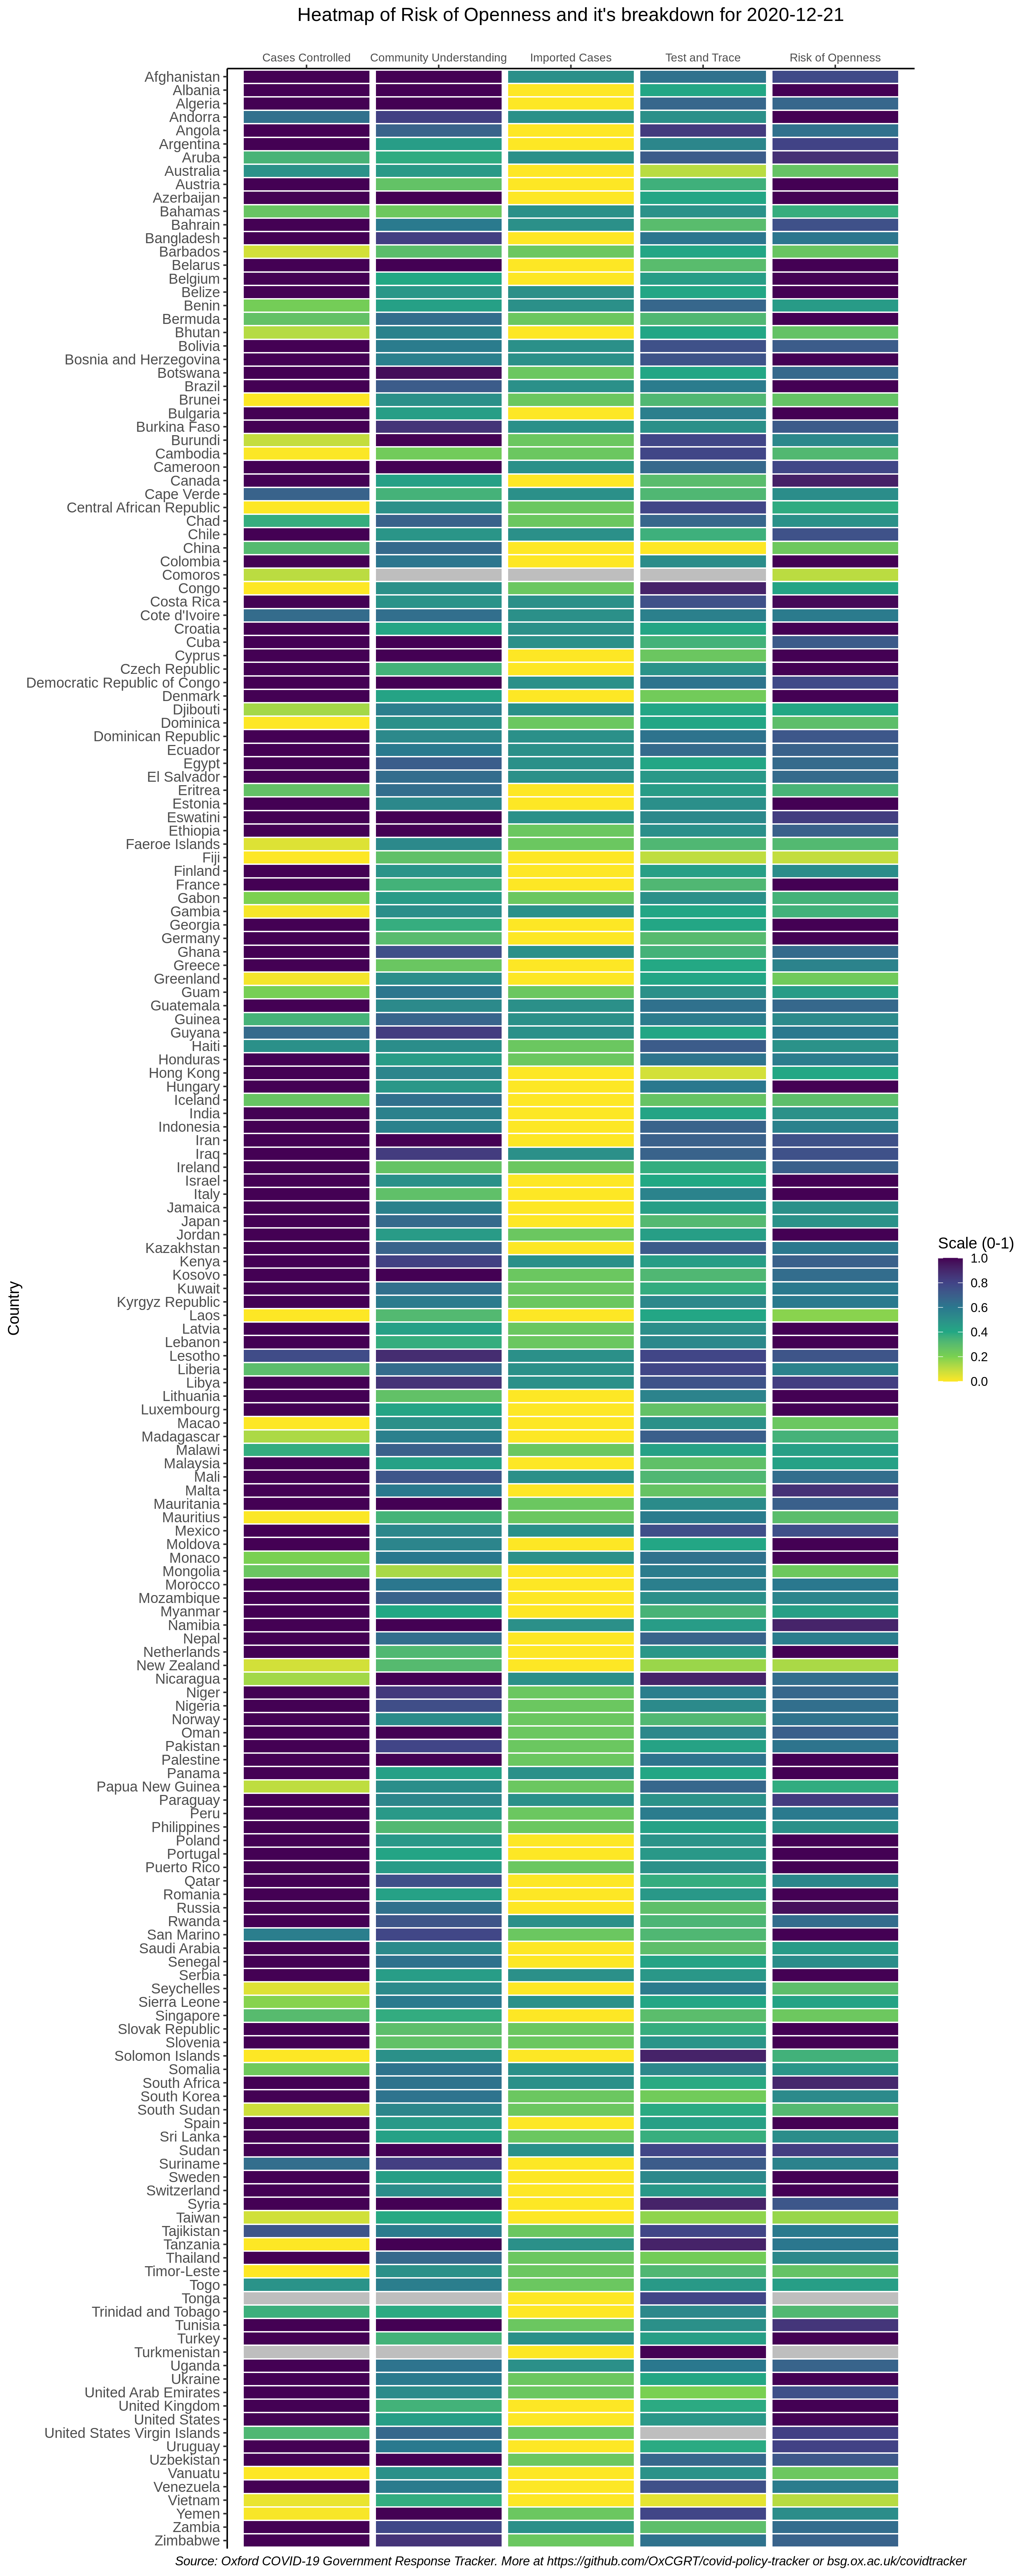 Heatmap of Risk of Openness and it's breakdown for 2020-12-21
Cases Controlled Community Understanding Imported Cases Test and Trace Risk of Openness
Afghanistan
Albania
Algeria
Andorra
Angola
Argentina
Aruba
Australia
Austria
Azerbaijan
Bahamas
Bahrain
Bangladesh
Barbados
Belarus
Belgium
Belize
Benin
Bermuda
Bhutan
Bolivia
Bosnia and Herzegovina
Botswana
Brazil
Brunei
Bulgaria
Burkina Faso
Burundi
Cambodia
Cameroon
Canada
Cape Verde
Central African Republic
Chad
Chile
China
Colombia
Comoros
Congo
Costa Rica
Cote d'Ivoire
Croatia
Cuba
Cyprus
Czech Republic
Democratic Republic of Congo
Denmark
Djibouti
Dominica
Dominican Republic
Ecuador
Egypt
El Salvador
Eritrea
Estonia
Eswatini
Ethiopia
Faeroe Islands
Fiji
Finland
France
Gabon
Gambia
Georgia
Germany
Ghana
Greece
Greenland
Guam
Guatemala
Guinea
Guyana
Haiti
Honduras
Hong Kong
Hungary
Iceland
India
Indonesia
Iran
Iraq
Ireland
Israel
Italy
Jamaica
Japan
Jordan
Kazakhstan
Kenya
Kosovo
Kuwait
Kyrgyz Republic
Laos
Latvia
Lebanon
Lesotho
Liberia
Libya
Lithuania
Luxembourg
Macao
Madagascar
Malawi
Malaysia
Mali
Malta
Mauritania
Mauritius
Mexico
Moldova
Monaco
Mongolia
Morocco
Mozambique
Myanmar
Namibia
Nepal
Netherlands
New Zealand
Nicaragua
Niger
Nigeria
Norway
Oman
Pakistan
Palestine
Panama
Papua New Guinea
Paraguay
Peru
Philippines
Poland
Portugal
Puerto Rico
Qatar
Romania
Russia
Rwanda
San Marino
Saudi Arabia
Senegal
Serbia
Seychelles
Sierra Leone
Singapore
Slovak Republic
Slovenia
Solomon Islands
Somalia
South Africa
South Korea
South Sudan
Spain
Sri Lanka
Sudan
Suriname
Sweden
Switzerland
Syria
Taiwan
Tajikistan
Tanzania
Thailand
Timor-Leste
Togo
Tonga
Trinidad and Tobago
Tunisia
Turkey
Turkmenistan
Uganda
Ukraine
United Arab Emirates
United Kingdom
United States
United States Virgin Islands
Uruguay
Uzbekistan
Vanuatu
Venezuela
Vietnam
Yemen
Zambia
Zimbabwe
Country
Scale (0-1)
1.0
0.8
0.6
0.4
0.2
0.0
Source: Oxford COVID-19 Government Response Tracker. More at https://github.com/OxCGRT/covid-policy-tracker or bsg.ox.ac.uk/covidtracker